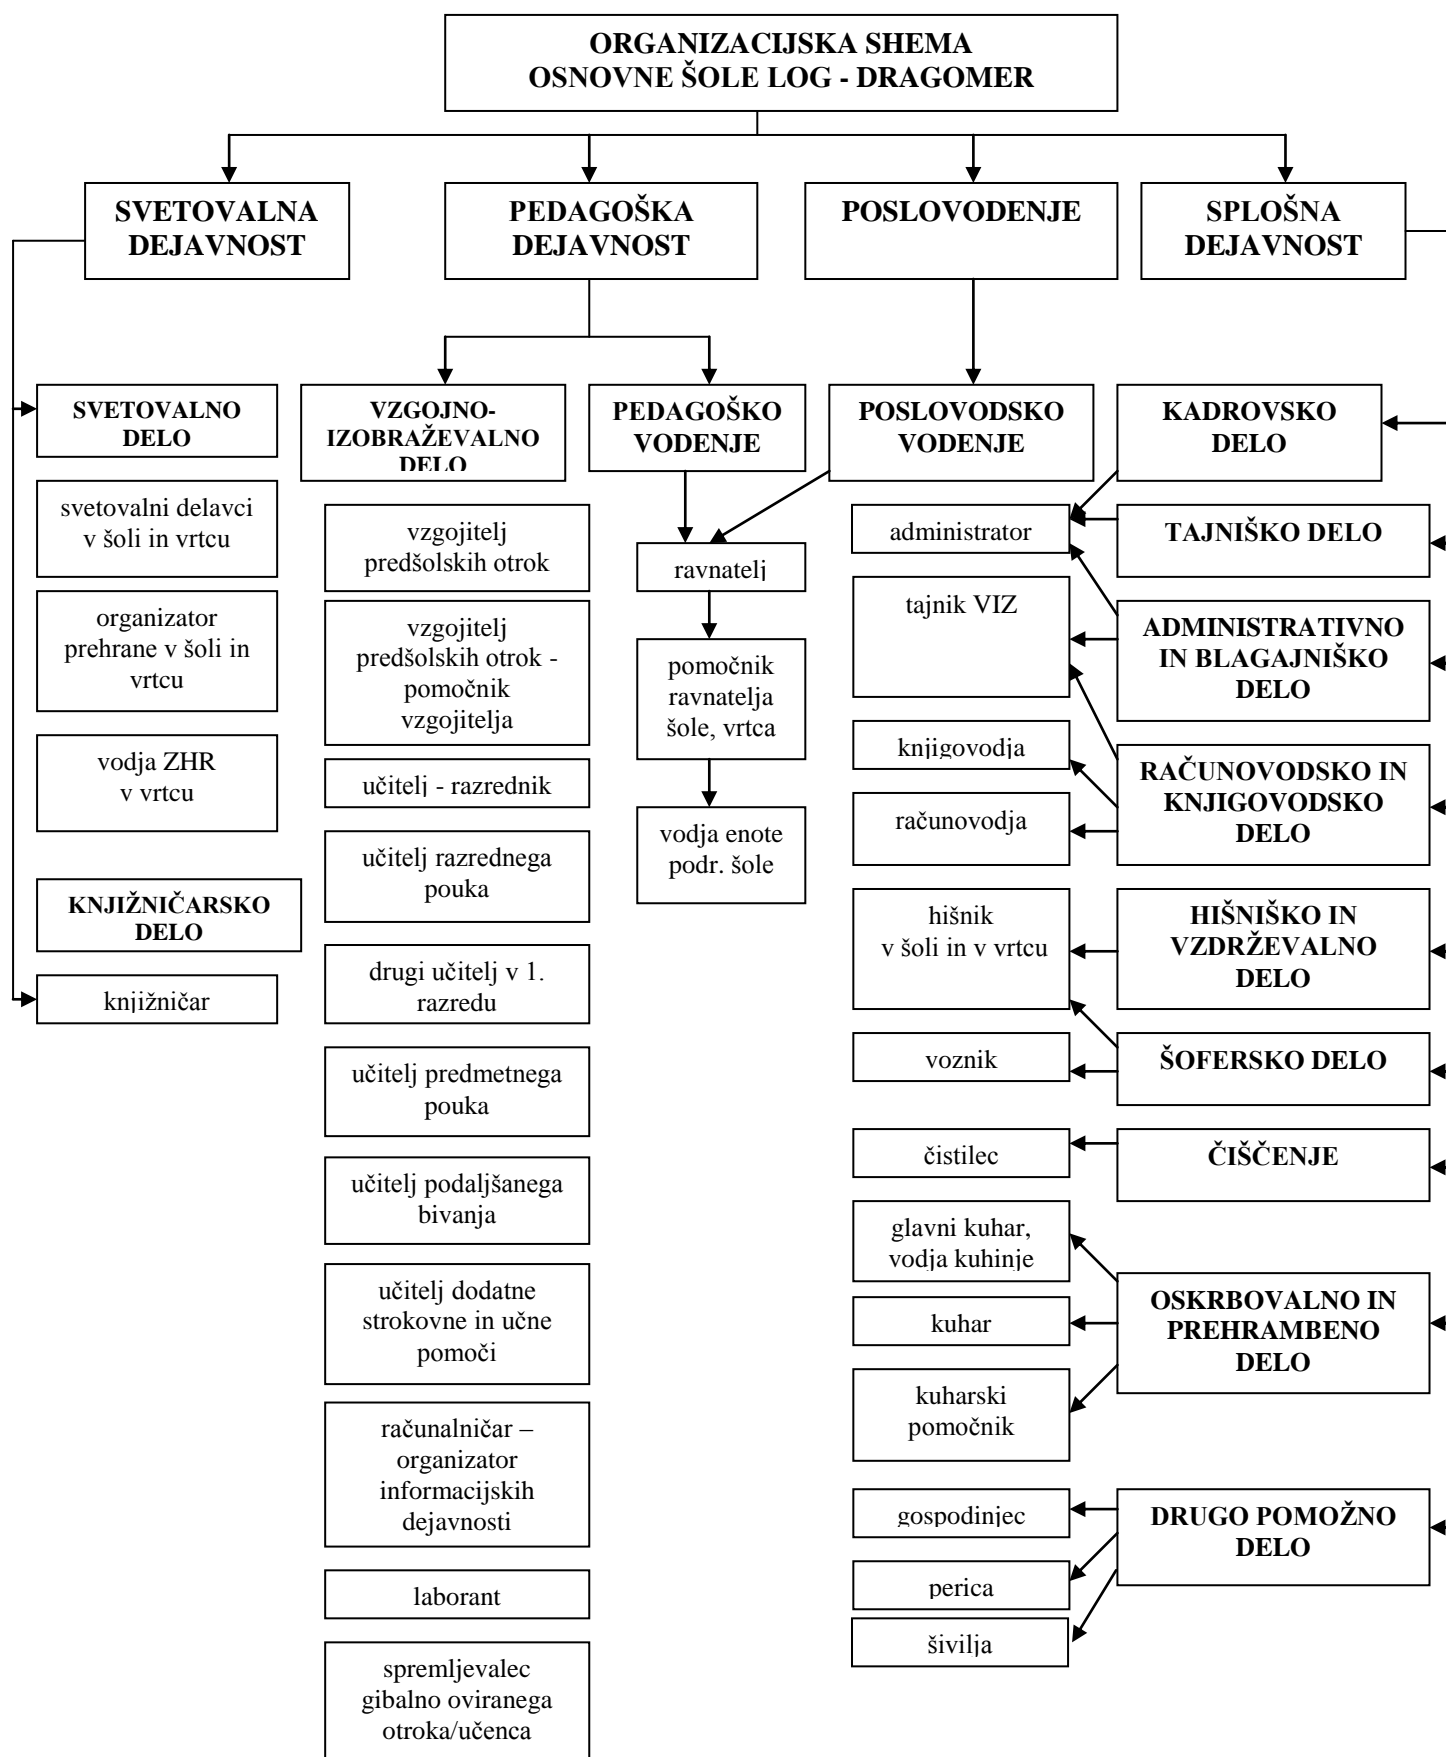 ORGANIZACIJSKA SHEMA
OSNOVNE ŠOLE LOG - DRAGOMER
SVETOVALNA
DEJAVNOST
PEDAGOŠKA
DEJAVNOST
POSLOVODENJE
SPLOŠNA
DEJAVNOST
SVETOVALNO
DELO
svetovalni delavci
v šoli in vrtcu
organizator
prehrane v šoli in
vrtcu
vodja ZHR
v vrtcu
KNJIŽNIČARSKO
DELO
knjižničar
VZGOJNO-
IZOBRAŽEVALNO
DELO
vzgojitelj
predšolskih otrok
vzgojitelj
predšolskih otrok -
pomočnik
vzgojitelja
učitelj - razrednik
učitelj razrednega
pouka
drugi učitelj v 1.
razredu
učitelj predmetnega
pouka
učitelj podaljšanega
bivanja
učitelj dodatne
strokovne in učne
pomoči
računalničar –
organizator
informacijskih
dejavnosti
laborant
spremljevalec
gibalno oviranega
otroka/učenca
PEDAGOŠKO
VODENJE
ravnatelj
pomočnik
ravnatelja
šole, vrtca
vodja enote
podr. šole
POSLOVODSKO
VODENJE
administrator
tajnik VIZ
knjigovodja
računovodja
hišnik
v šoli in v vrtcu
voznik
čistilec
glavni kuhar,
vodja kuhinje
kuhar
kuharski
pomočnik
gospodinjec
perica
šivilja
KADROVSKO
DELO
TAJNIŠKO DELO
ADMINISTRATIVNO
IN BLAGAJNIŠKO
DELO
RAČUNOVODSKO IN
KNJIGOVODSKO
DELO
HIŠNIŠKO IN
VZDRŽEVALNO
DELO
ŠOFERSKO DELO
ČIŠČENJE
OSKRBOVALNO IN
PREHRAMBENO
DELO
DRUGO POMOŽNO
DELO